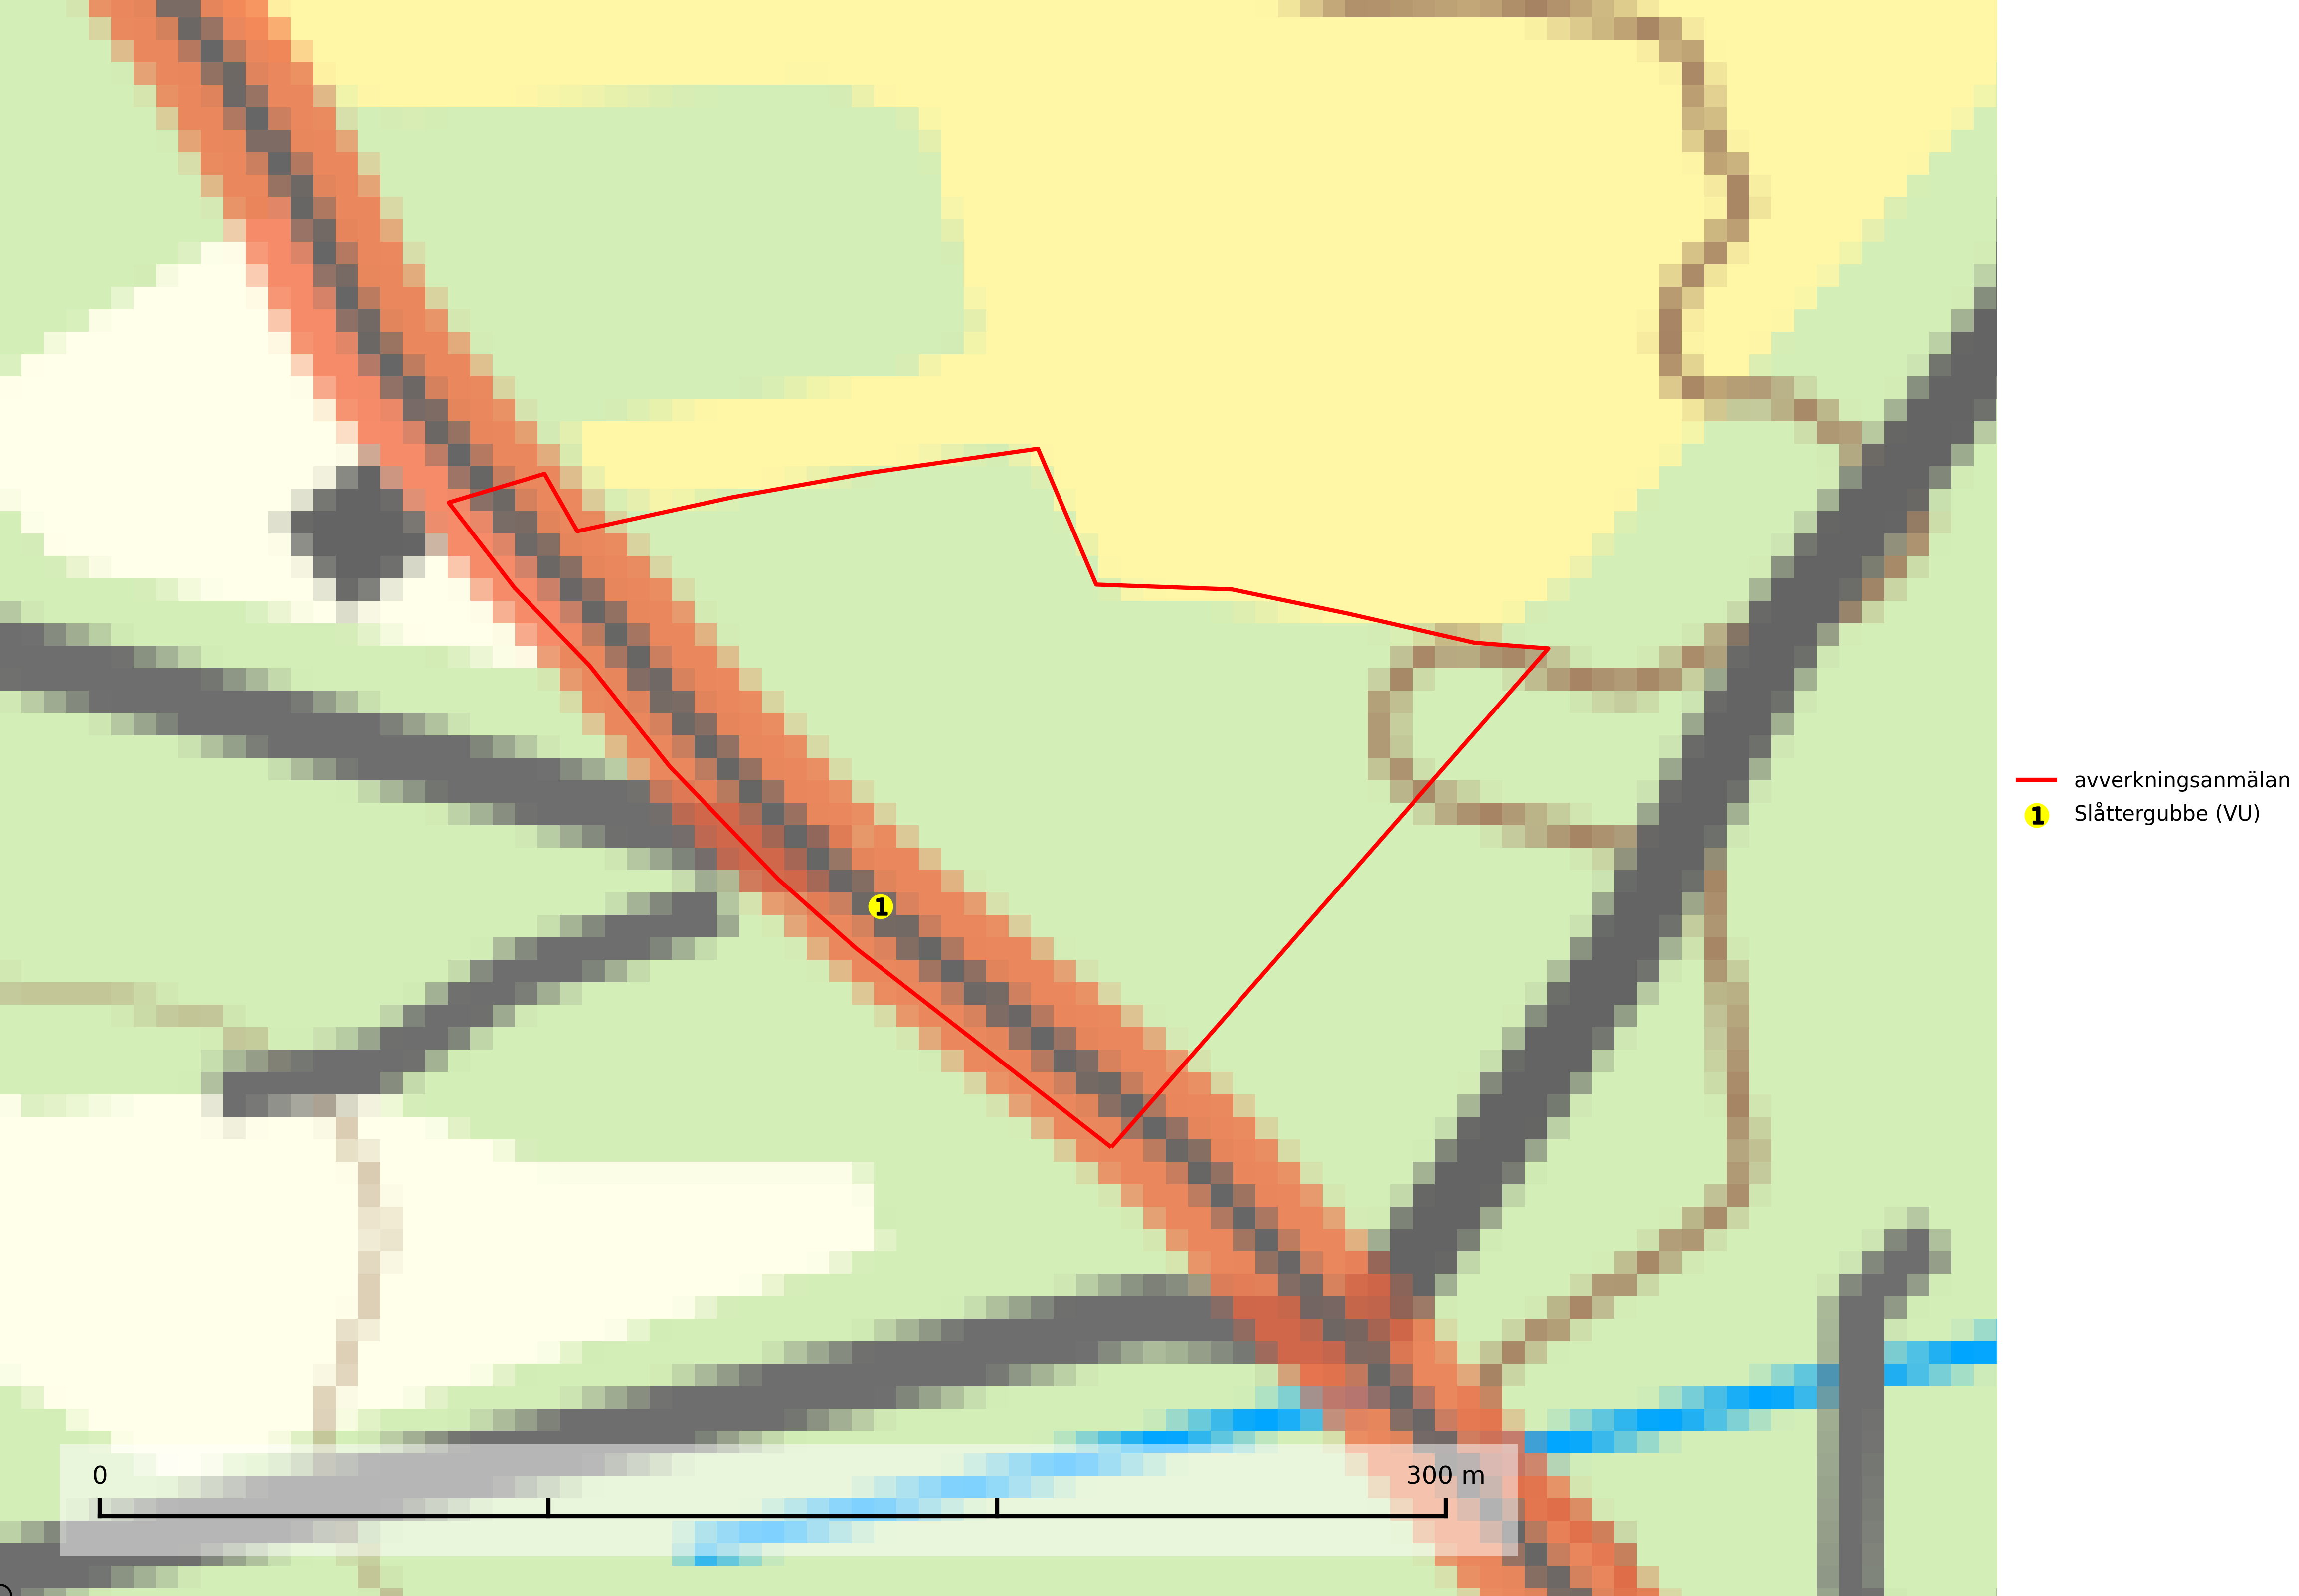 avverkningsanmälan
1 Slåttergubbe (VU)
1
0 300 m